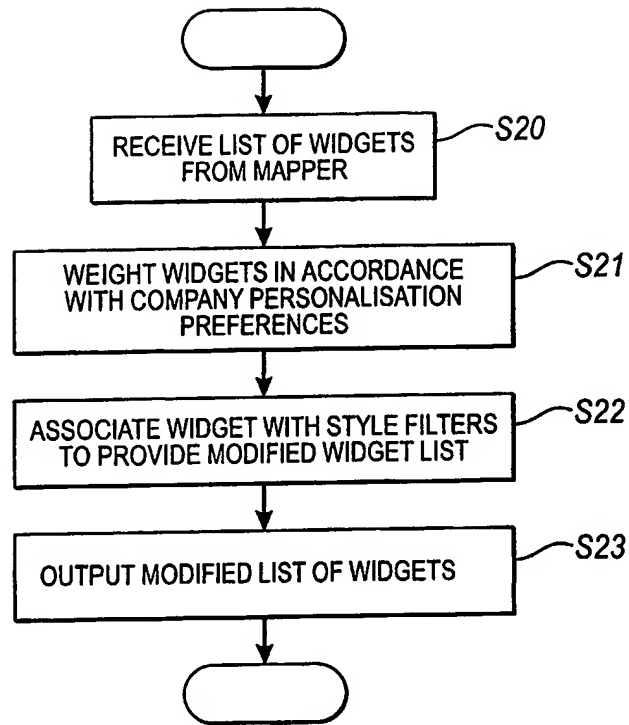 RECEIVE LIST OF WIDGETS
FROM MAPPER
S20
WEIGHT WIDGETS IN ACCORDANCE
WITH COMPANY PERSONALISATION
PREFERENCES
S21
ASSOCIATE WIDGET WITH STYLE FILTERS
TO PROVIDE MODIFIED WIDGET LIST
S22
OUTPUT MODIFIED LIST OF WIDGETS
S23